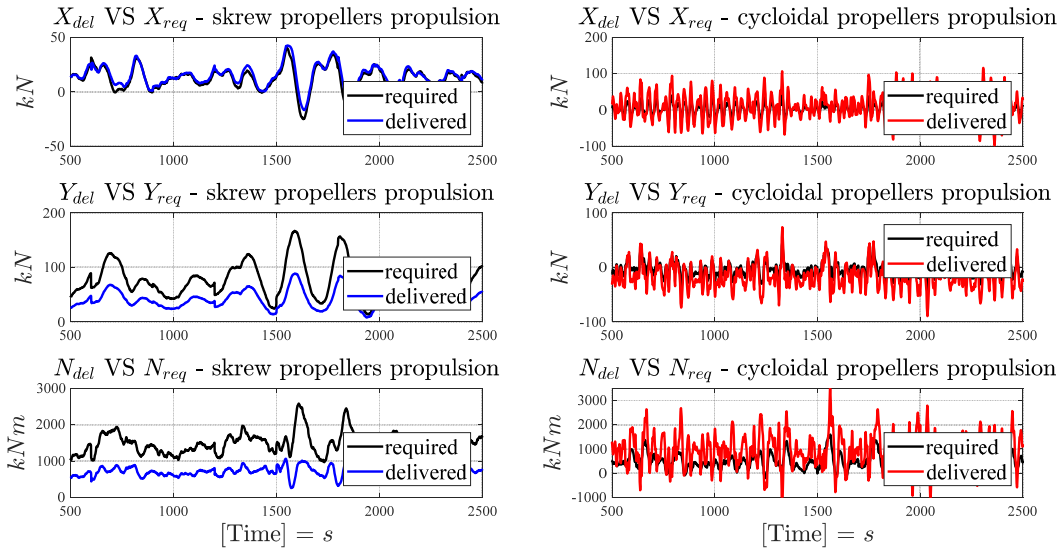 X_del VS X_req - skrew propellers propulsion
kN
50
0
-50
required
delivered
500 1000 1500 2000 2500
Y_del VS Y_req - skrew propellers propulsion
kN
200
100
0
required
delivered
500 1000 1500 2000 2500
N_del VS N_req - skrew propellers propulsion
kNm
3000
2000
1000
0
required
delivered
500 1000 1500 2000 2500
[Time] = s
X_del VS X_req - cycloidal propellers propulsion
kN
200
100
0
-100
required
delivered
500 1000 1500 2000 2500
Y_del VS Y_req - cycloidal propellers propulsion
kN
100
0
-100
required
delivered
500 1000 1500 2000 2500
N_del VS N_req - cycloidal propellers propulsion
kNm
3000
2000
1000
0
-1000
required
delivered
500 1000 1500 2000 2500
[Time] = s